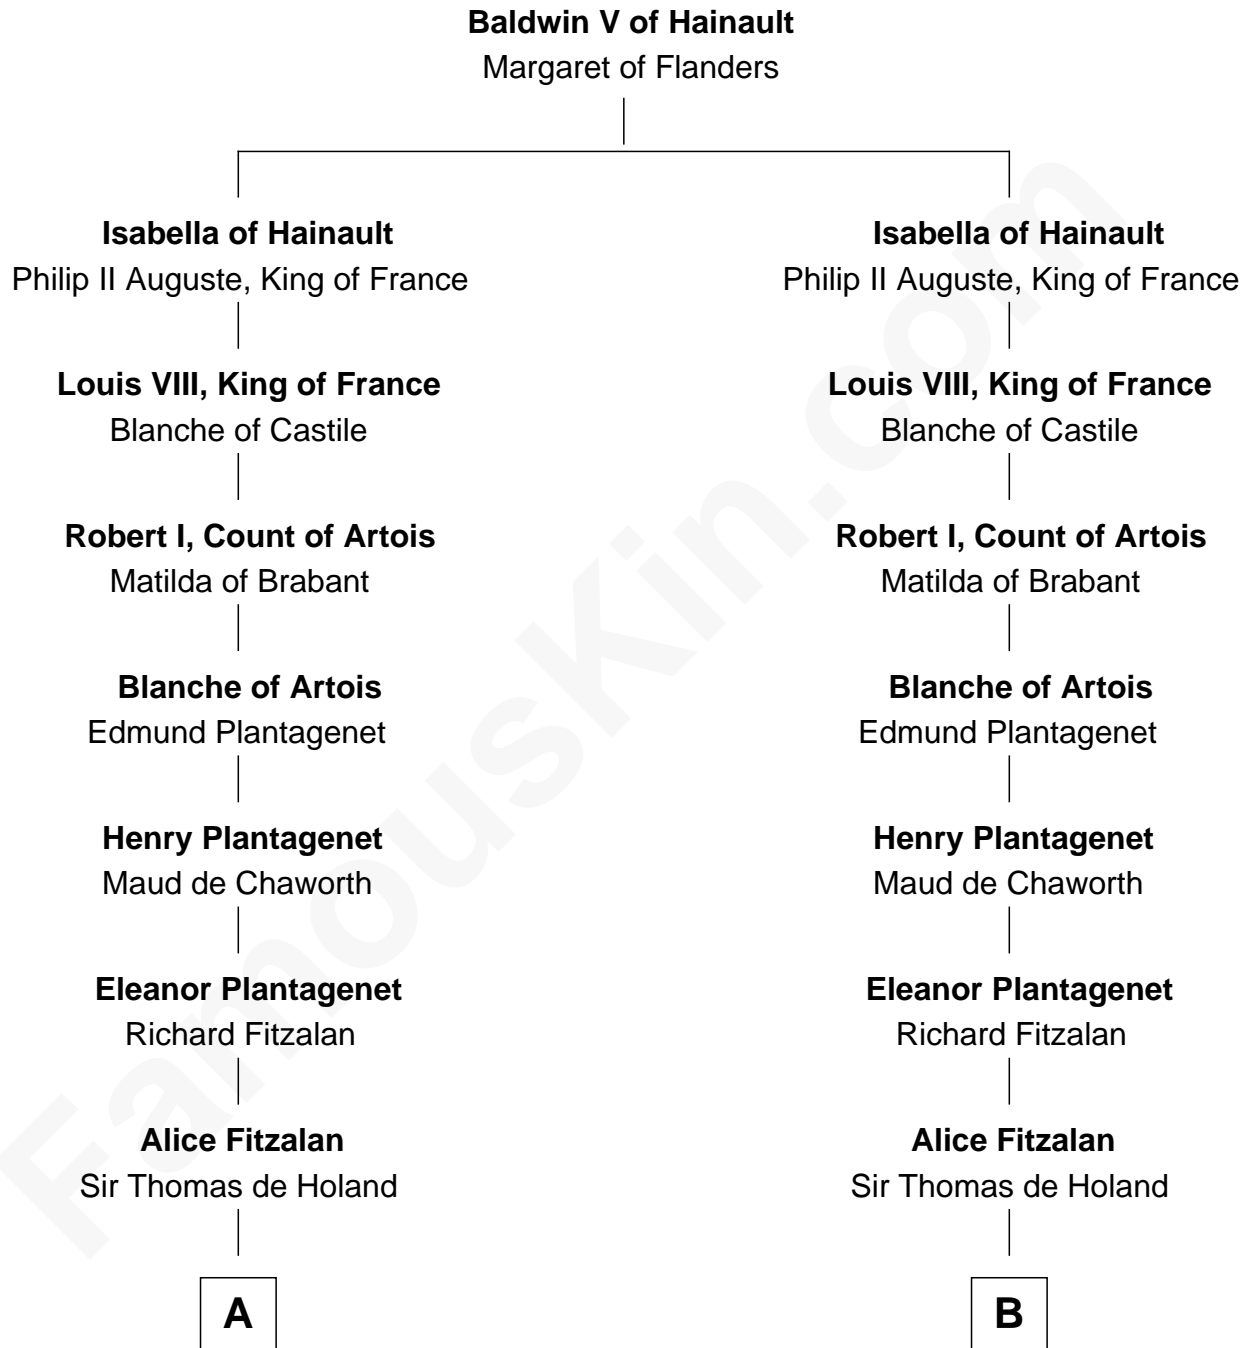 Baldwin V of Hainault
Margaret of Flanders
Isabella of Hainault
Philip II Auguste, King of France
Louis VIII, King of France
Blanche of Castile
Robert I, Count of Artois
Matilda of Brabant
Blanche of Artois
Edmund Plantagenet
Henry Plantagenet
Maud de Chaworth
Eleanor Plantagenet
Richard Fitzalan
Alice Fitzalan
Sir Thomas de Holand
A
Isabella of Hainault
Philip II Auguste, King of France
Louis VIII, King of France
Blanche of Castile
Robert I, Count of Artois
Matilda of Brabant
Blanche of Artois
Edmund Plantagenet
Henry Plantagenet
Maud de Chaworth
Eleanor Plantagenet
Richard Fitzalan
Alice Fitzalan
Sir Thomas de Holand
B
FamousKin.com